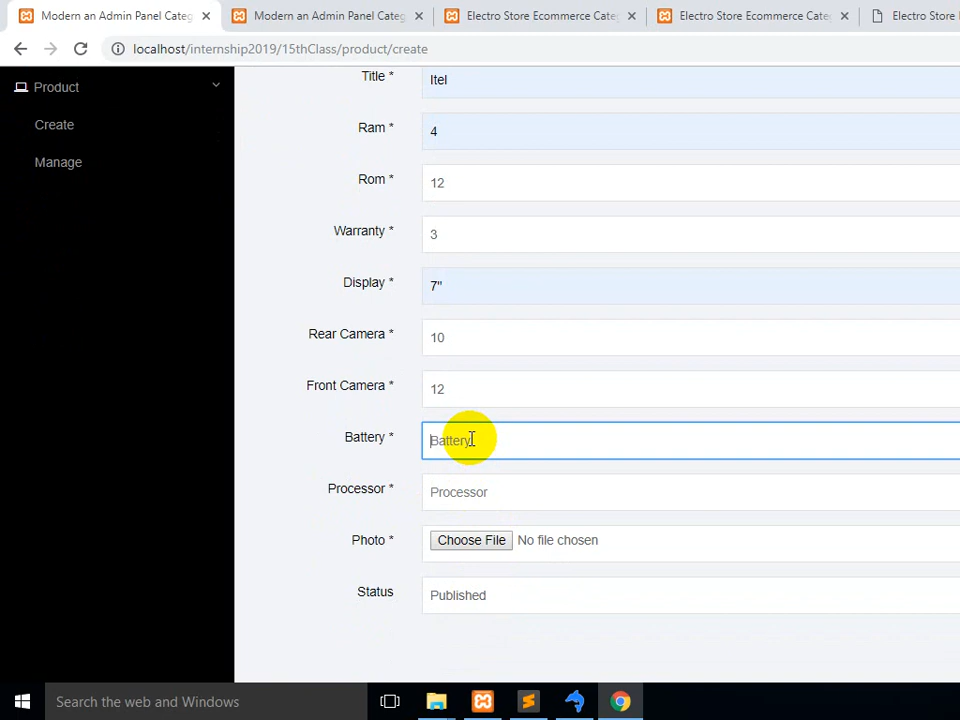 Modern an Admin Panel Categ
Modern an Admin Panel Categ
Electro Store Ecommerce Categ
Electro Store Ecommerce Categ
Electro Store
localhost/internship2019/15thClass/product/create
Product
Create
Manage
Title *
Itel
Ram *
4
Rom *
12
Warranty *
3
Display *
7"
Rear Camera *
10
Front Camera *
12
Battery *
Battery
Processor *
Processor
Photo *
Choose File No file chosen
Status
Published
Search the web and Windows